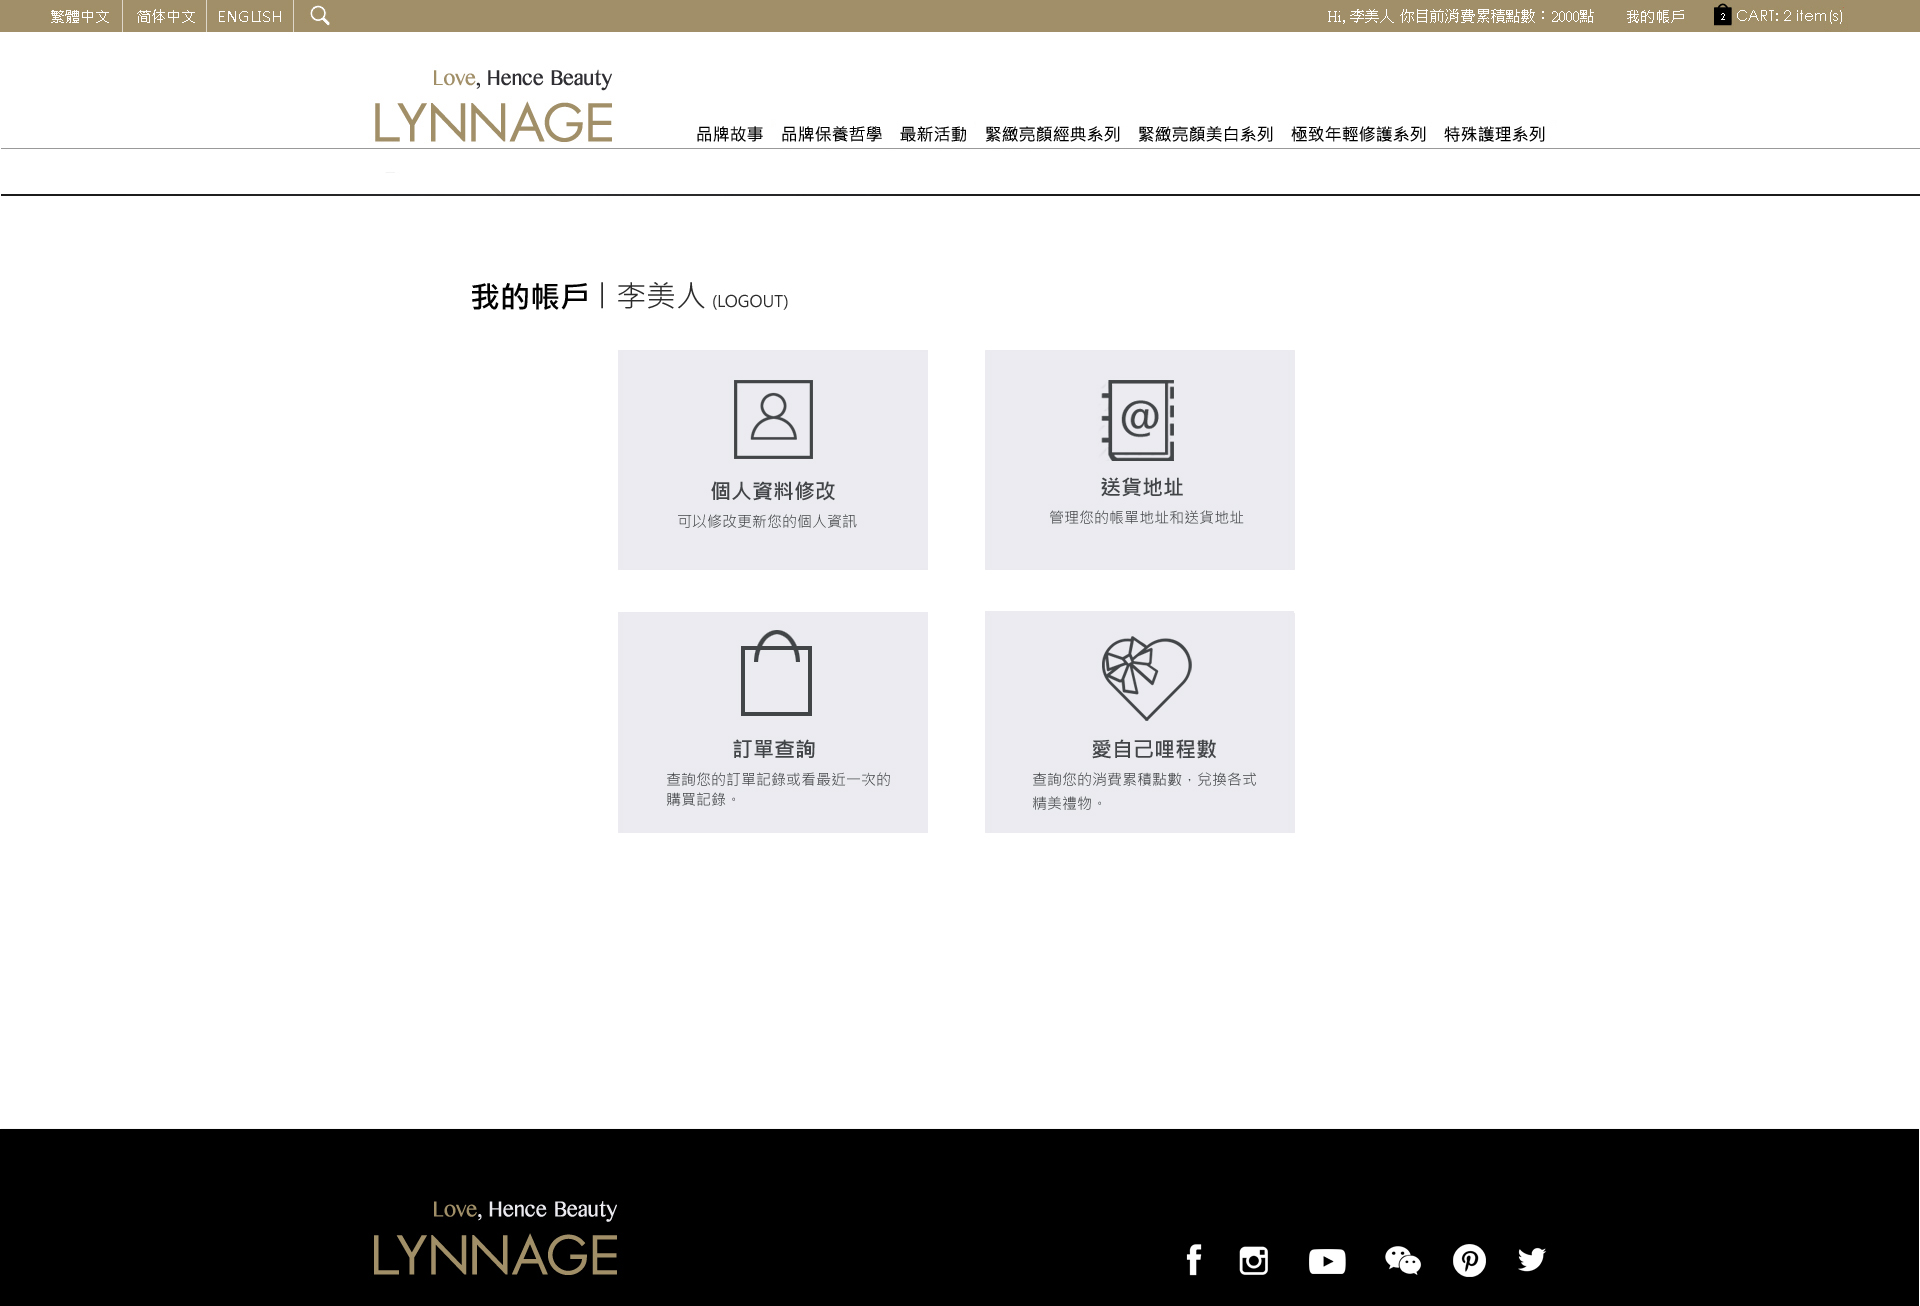 繁體中文
简体中文
ENGLISH
Hi, 李美人 你目前消費累積點數：2000點
我的帳戶
2
CART: 2 item(s)
Love, Hence Beauty
LYNNAGE
品牌故事
品牌保養哲學
最新活動
緊緻亮顏經典系列
緊緻亮顏美白系列
極致年輕修護系列
特殊護理系列
我的帳戶 | 李美人 (LOGOUT)
個人資料修改
可以修改更新您的個人資訊
@
送貨地址
管理您的帳單地址和送貨地址
訂單查詢
查詢您的訂單記錄或看最近一次的
購買記錄。
愛自己哩程數
查詢您的消費累積點數，兌換各式
精美禮物。
Love, Hence Beauty
LYNNAGE